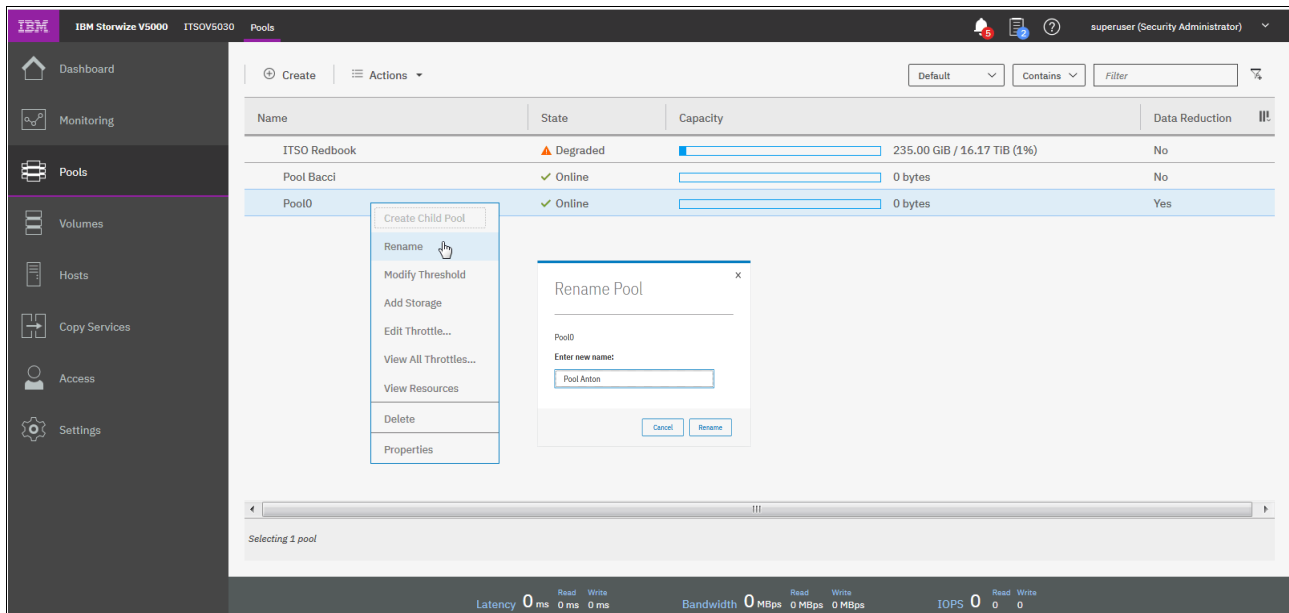 IBM IBM Storwize V5000 ITSOV5030 Pools 5 2 superuser (Security Administrator)
Dashboard
Monitoring
Pools
Volumes
Hosts
Copy Services
Access
Settings
Create Actions Default Contains Filter
Name State Capacity Data Reduction
ITSO Redbook Degraded 235.00 GiB / 16.17 TiB (1%) No
Pool Bacci Online 0 bytes No
Pool0 Online 0 bytes Yes
Create Child Pool
Rename
Modify Threshold
Add Storage
Edit Throttle...
View All Throttles...
View Resources
Delete
Properties
Rename Pool x
Pool0
Enter new name:
Pool Anton
Cancel Rename
Selecting 1 pool
Latency 0 ms Read 0 ms Write 0 ms Bandwidth 0 MBps Read 0 MBps Write 0 MBps IOPS 0 Read 0 Write 0